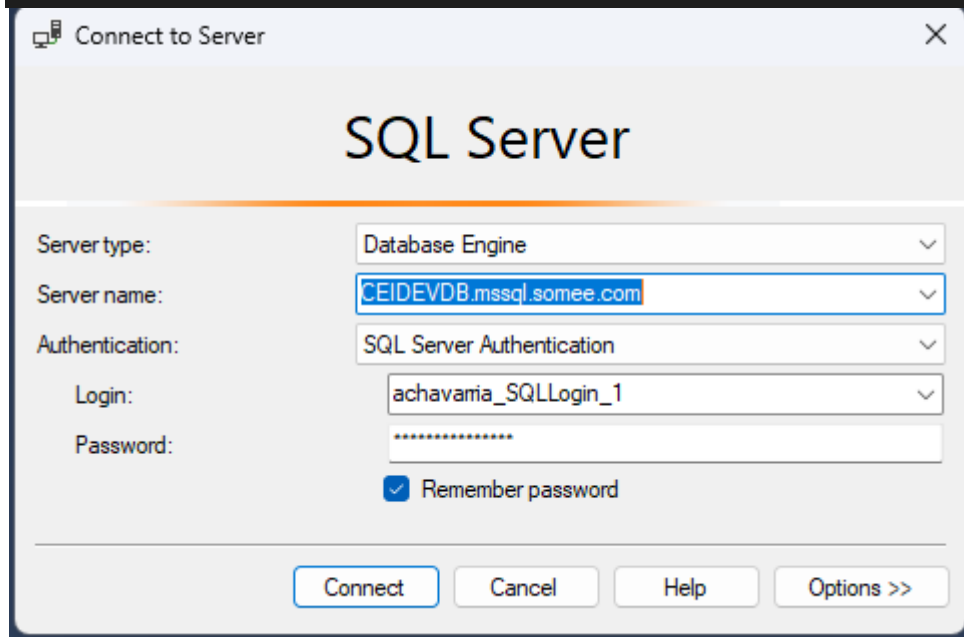 Connect to Server
SQL Server
Server type: Database Engine
Server name: CEIDEVDB.mssql.somee.com
Authentication: SQL Server Authentication
Login: achavarria_SQLLogin_1
Password: ***************
Remember password
Connect Cancel Help Options >>